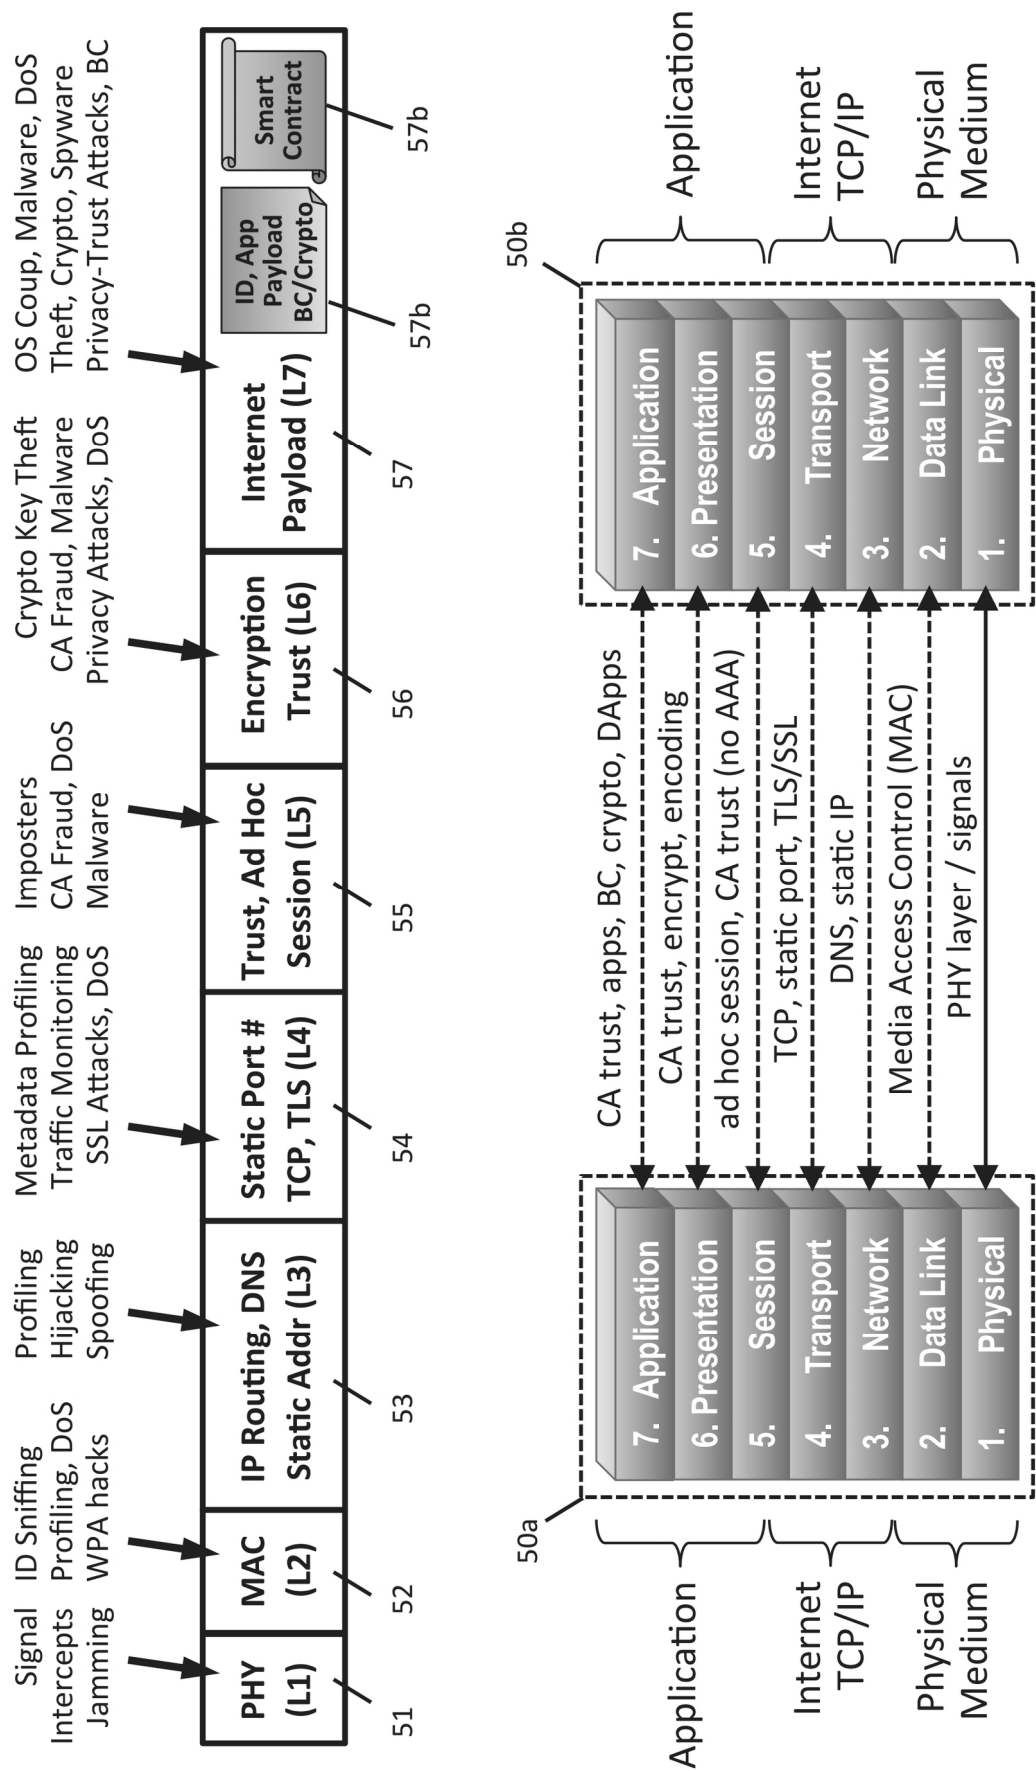 Signal
Intercepts
Jamming
ID Sniffing
Profiling, DoS
WPA hacks
Profiling
Hijacking
Spoofing
Metadata Profiling
Traffic Monitoring
SSL Attacks, DoS
Imposters
CA Fraud, DoS
Malware
Crypto Key Theft
CA Fraud, Malware
Privacy Attacks, DoS
OS Coup, Malware, DoS
Theft, Crypto, Spyware
Privacy-Trust Attacks, BC
PHY
(L1)
MAC
(L2)
IP Routing, DNS
Static Addr (L3)
Static Port #
TCP, TLS (L4)
Trust, Ad Hoc
Session (L5)
Encryption
Trust (L6)
Internet
Payload (L7)
ID, App
Payload
BC/Crypto
Smart
Contract
51
52
53
54
55
56
57
57b
57b
50a
50b
Application
Internet
TCP/IP
Physical
Medium
7. Application
6. Presentation
5. Session
4. Transport
3. Network
2. Data Link
1. Physical
CA trust, apps, BC, crypto, DApps
CA trust, encrypt, encoding
ad hoc session, CA trust (no AAA)
TCP, static port, TLS/SSL
DNS, static IP
Media Access Control (MAC)
PHY layer / signals
7. Application
6. Presentation
5. Session
4. Transport
3. Network
2. Data Link
1. Physical
Application
Internet
TCP/IP
Physical
Medium